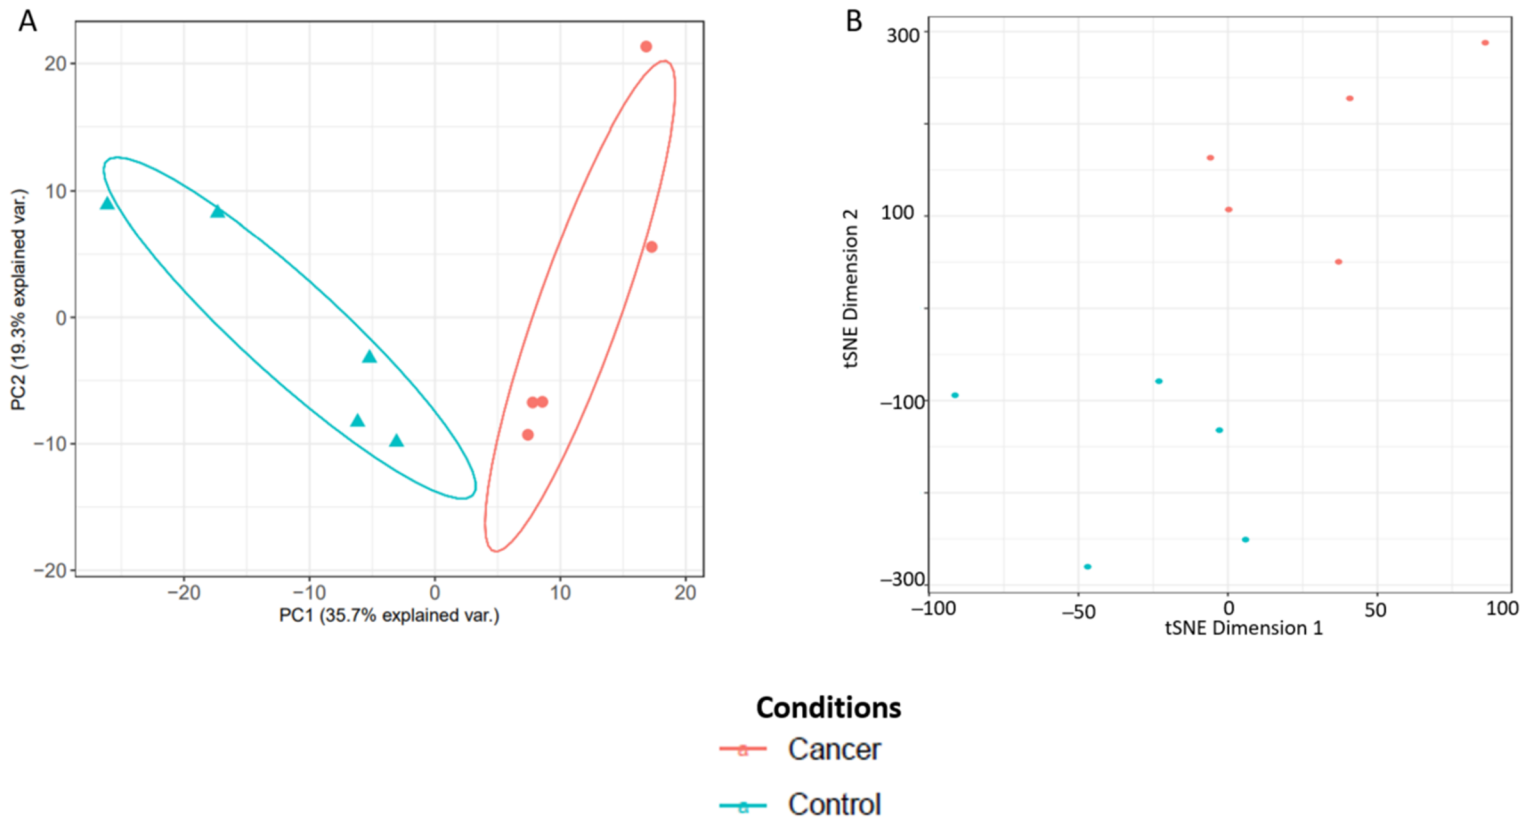 A
20
10
0
−10
−20
PC2 (19.3% explained var.)
−20
−10
0
10
20
PC1 (35.7% explained var.)
B
300
100
−100
−300
tSNE Dimension 2
−100
−50
0
50
100
tSNE Dimension 1
Conditions
Cancer
Control